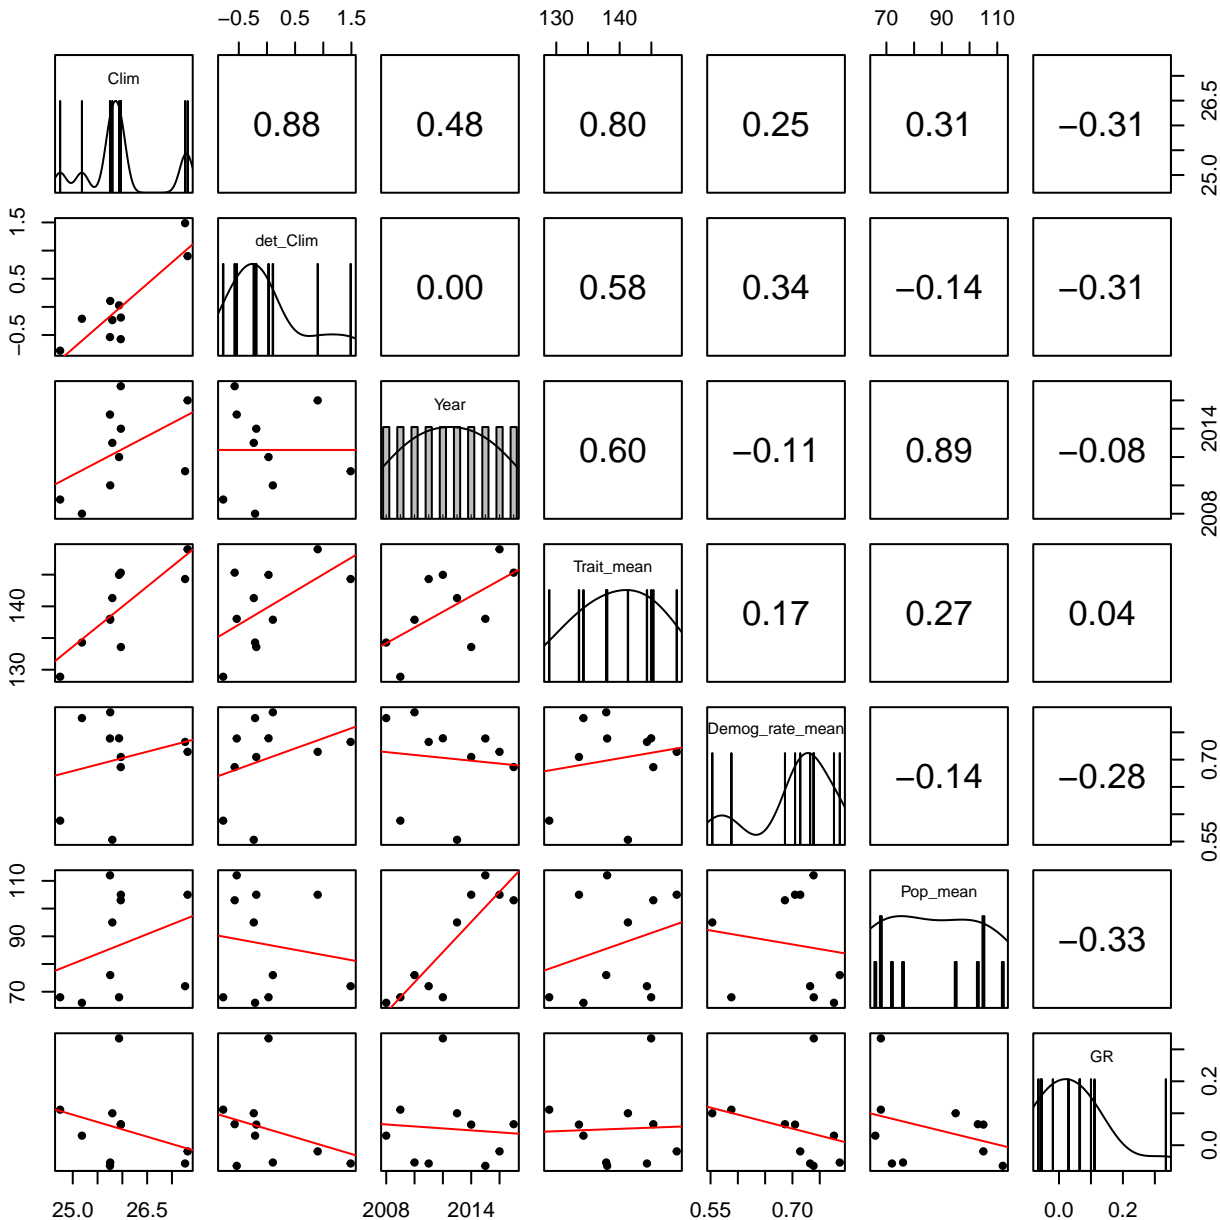 −0.5 0.5 1.5 130 140 70 90 110
Clim
0.88 0.48 0.80 0.25 0.31 −0.31
25.0 26.5
−0.5 0.5 1.5
det_Clim
0.00 0.58 0.34 −0.14 −0.31
Year
0.60 −0.11 0.89 −0.08
2008 2014
130 140
Trait_mean
0.17 0.27 0.04
Demog_rate_mean
−0.14 −0.28
0.55 0.70
70 90 110
Pop_mean
−0.33
GR
0.0 0.2
25.0 26.5 2008 2014 0.55 0.70 0.0 0.2